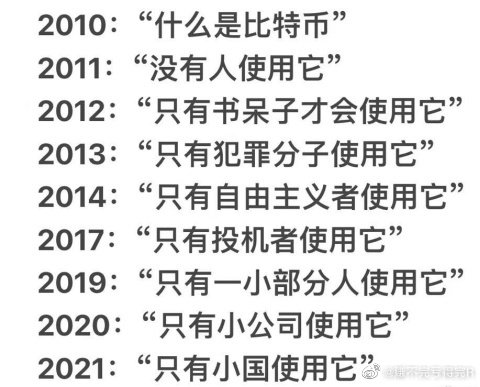 2010：“什么是比特币”
2011：“没有人使用它”
2012：“只有书呆子才会使用它”
2013：“只有犯罪分子使用它”
2014：“只有自由主义者使用它”
2017：“只有投机者使用它”
2019：“只有一小部分人使用它”
2020：“只有小公司使用它”
2021：“只有小国使用它”